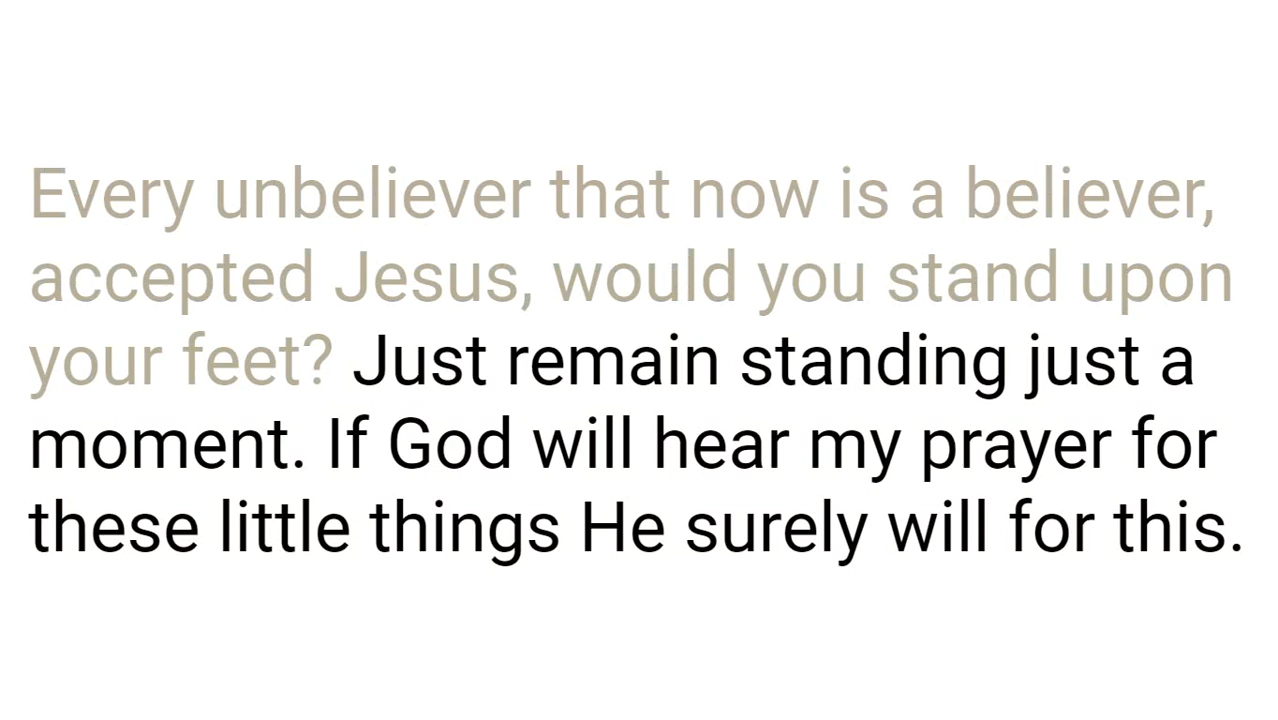 Every unbeliever that now is a believer,
accepted Jesus, would you stand upon
your feet? Just remain standing just a
moment. If God will hear my prayer for
these little things He surely will for this.